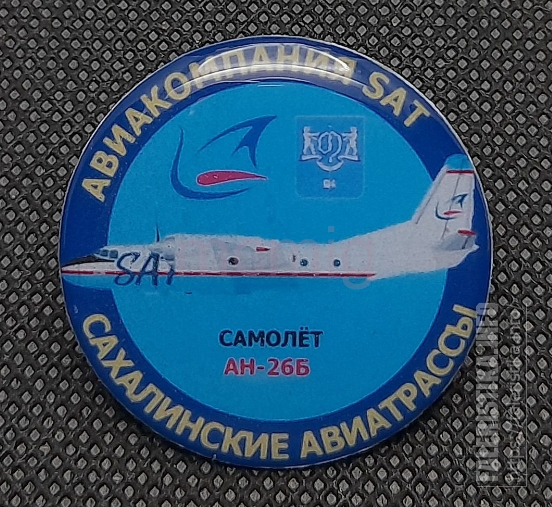 АВИАКОМПАНИЯ SAT
SAT
САМОЛЁТ
АН-26Б
САХАЛИНСКИЕ АВИАТРАССЫ